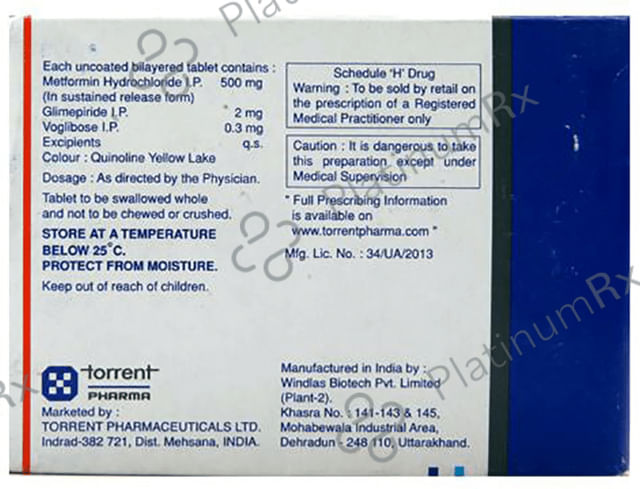 Each uncoated bilayered tablet contains :
Metformin Hydrochloride I.P. 500 mg
(In sustained release form)
Glimepiride I.P. 2 mg
Voglibose I.P. 0.3 mg
Excipients q.s.
Colour : Quinoline Yellow Lake
Dosage : As directed by the Physician.
Tablet to be swallowed whole
and not to be chewed or crushed.
STORE AT A TEMPERATURE
BELOW 25°C.
PROTECT FROM MOISTURE.
Keep out of reach of children.
Schedule 'H' Drug
Warning : To be sold by retail on
the prescription of a Registered
Medical Practitioner only
Caution : It is dangerous to take
this preparation except under
Medical Supervision
" Full Prescribing Information
is available on
www.torrentpharma.com "
Mfg. Lic. No. : 34/UA/2013
torrent
PHARMA
Marketed by :
TORRENT PHARMACEUTICALS LTD.
Indrad-382 721, Dist. Mehsana, INDIA.
Manufactured in India by :
Windlas Biotech Pvt. Limited
(Plant-2).
Khasra No. : 141-143 & 145,
Mohabewala Industrial Area,
Dehradun - 248 110, Uttarakhand.
PlatinumRx
PlatinumRx
PlatinumRx